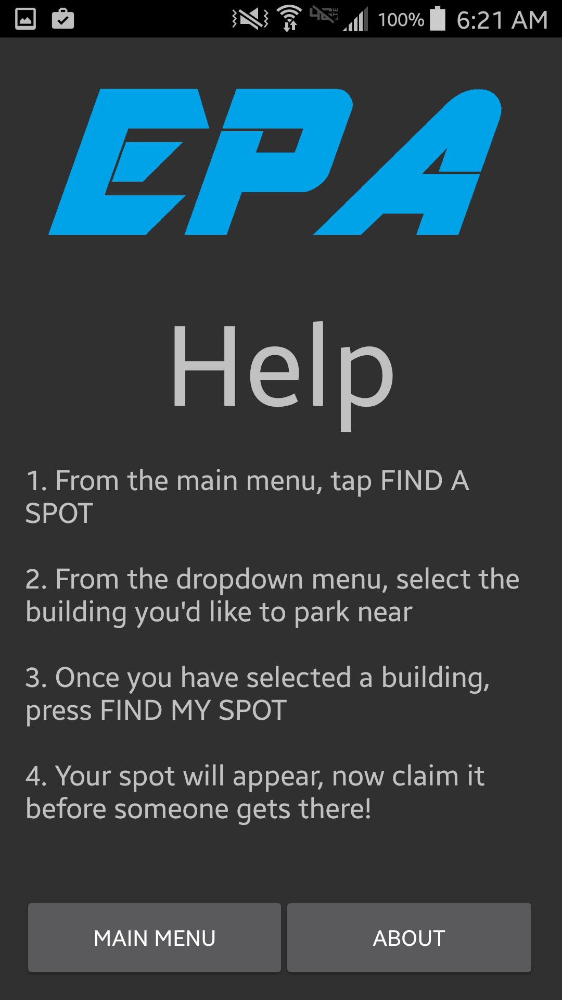 4G LTE 100% 6:21 AM
EPA
Help
1. From the main menu, tap FIND A
SPOT
2. From the dropdown menu, select the
building you'd like to park near
3. Once you have selected a building,
press FIND MY SPOT
4. Your spot will appear, now claim it
before someone gets there!
MAIN MENU ABOUT